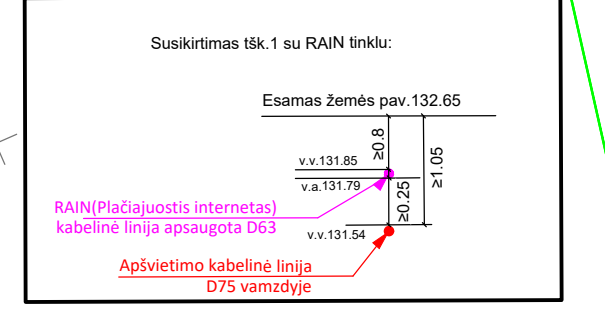 Susikirtimas tšk.1 su RAIN tinklu:
Esamas žemės pav.132.65
≥0.8
v.v.131.85
≥1.05
v.a.131.79
≥0.25
RAIN(Plačiajuostis internetas)
kabelinė linija apsaugota D63
v.v.131.54
Apšvietimo kabelinė linija
D75 vamzdyje